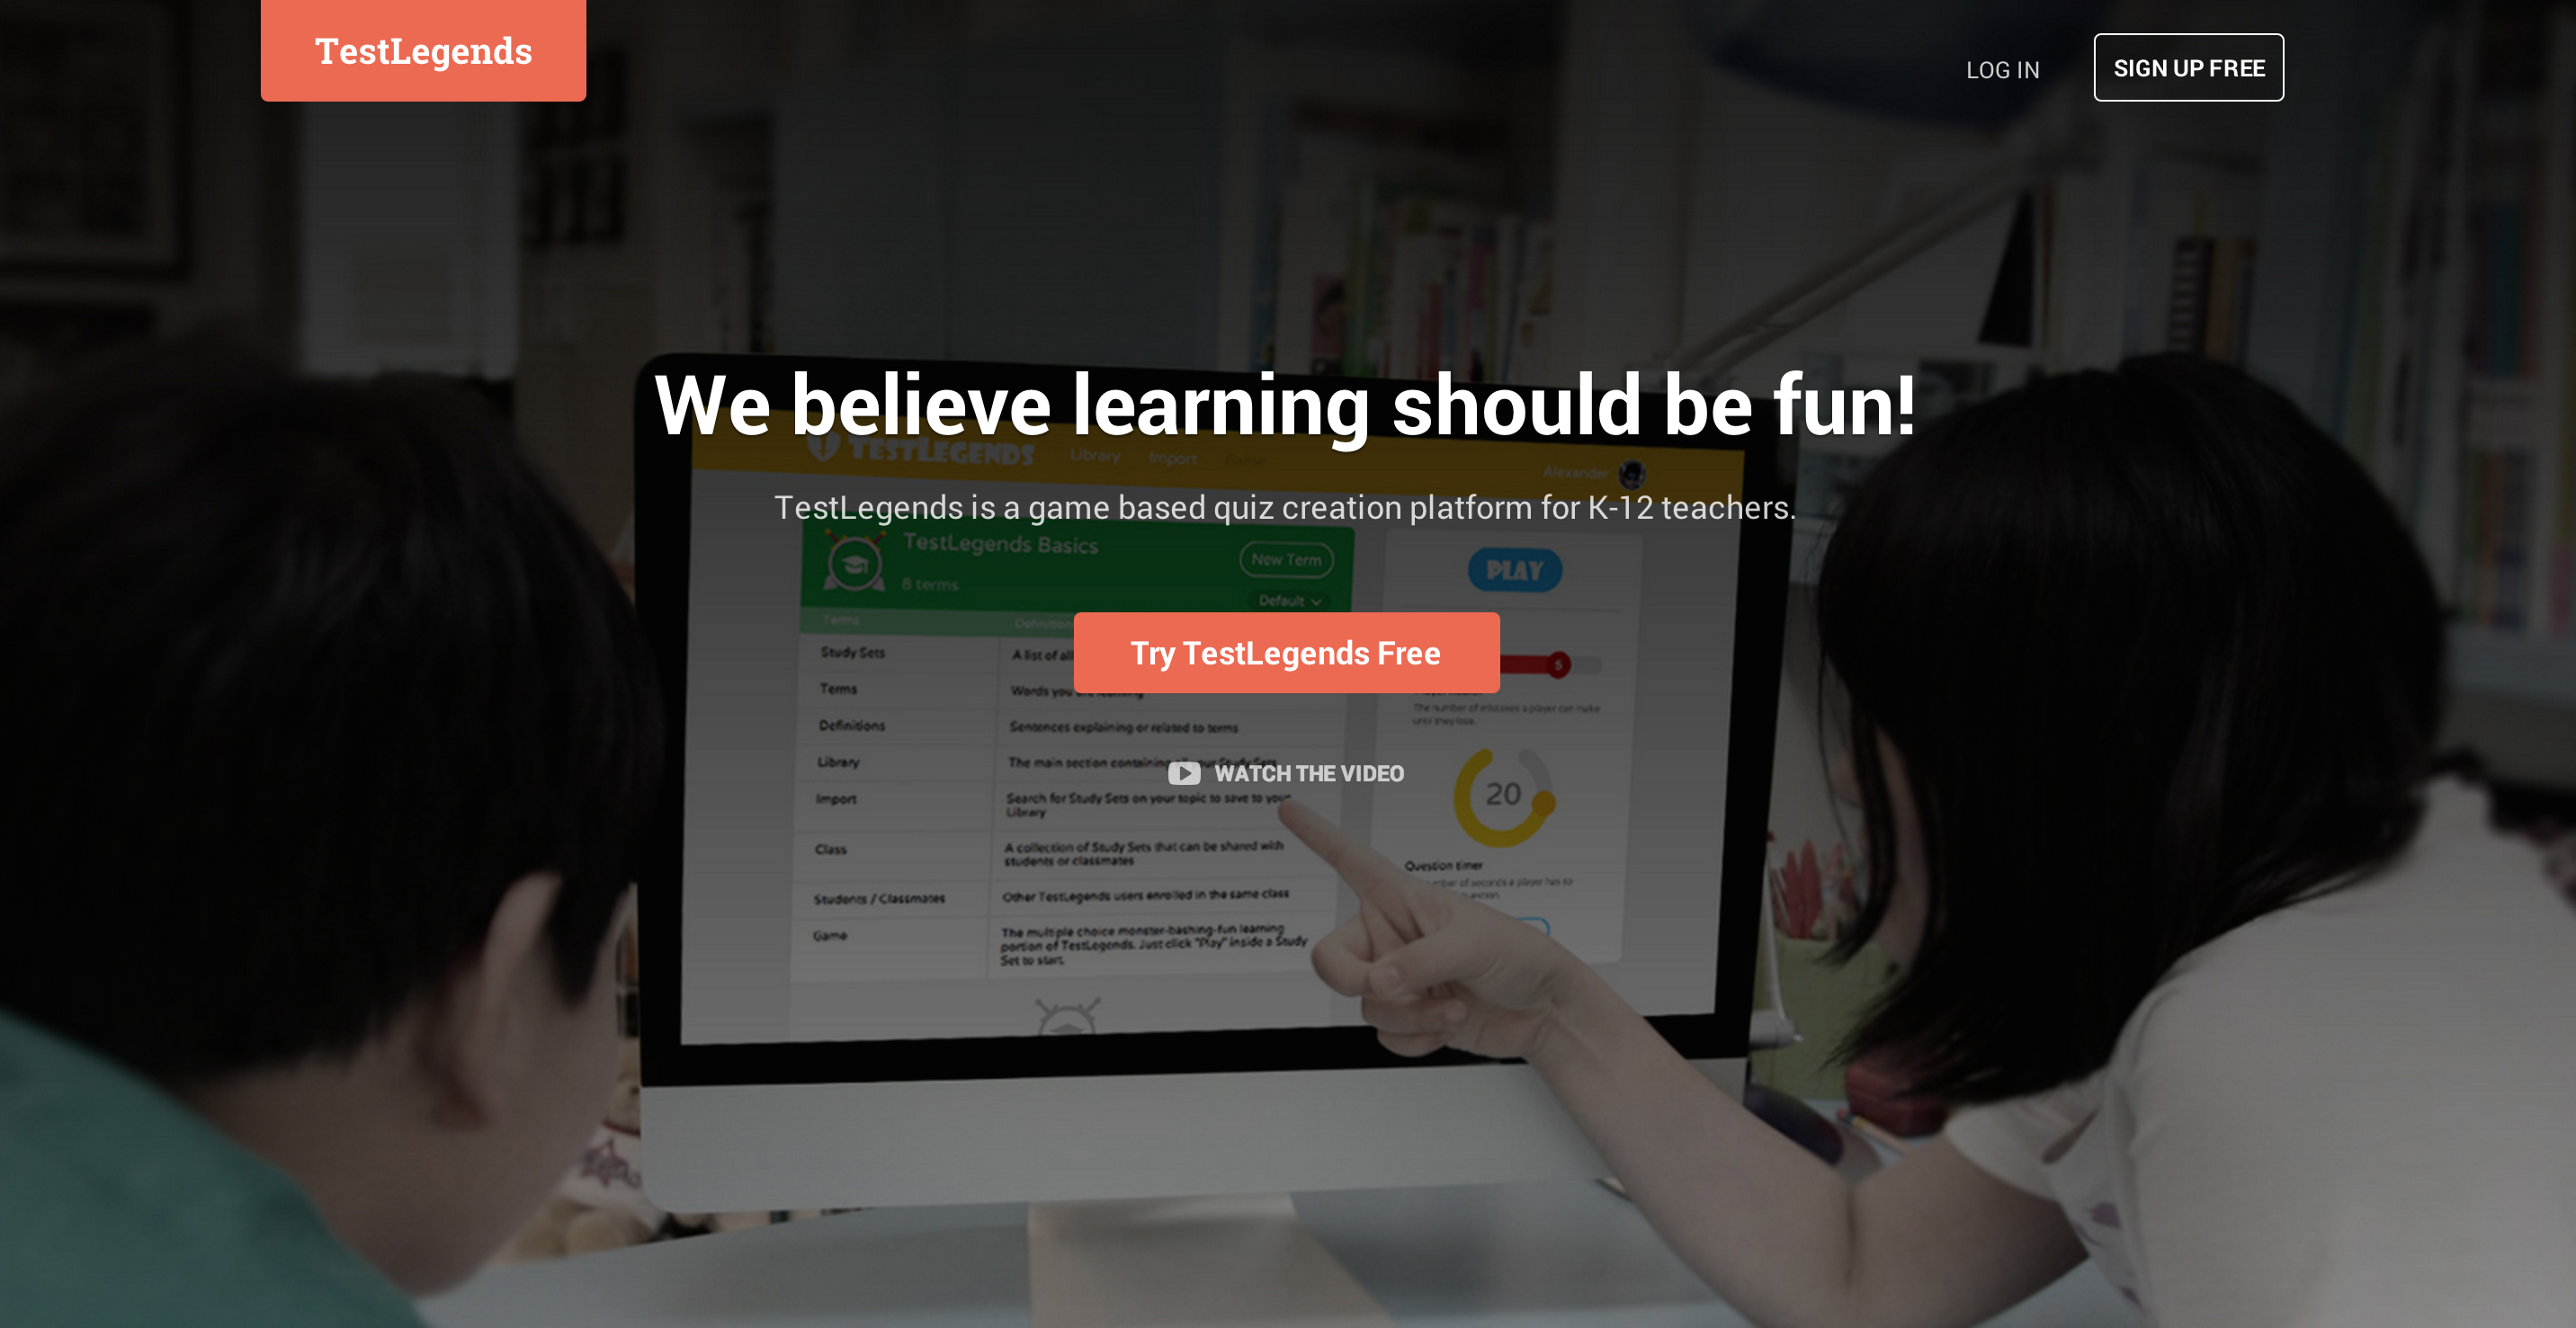 TestLegends
LOG IN
SIGN UP FREE
We believe learning should be fun!
TESTLEGENDS Library Import Game
Alexander
TestLegends is a game based quiz creation platform for K-12 teachers.
TestLegends Basics
New Term
PLAY
8 terms
Default
Terms
Try TestLegends Free
Study Sets
A list of all
5
Terms
Words you
The number of mistakes a player can make
until they lose.
Definitions
Sentences explaining or related to terms
Library
The main section containing
WATCH THE VIDEO
20
Import
Search for Study Sets on your topic to save to your
Library
Class
A collection of Study Sets that can be shared with
students or classmates
Question timer
of seconds a player has to
Students / Classmates
Other TestLegends users enrolled in the same class
Game
The multiple choice monster-bashing-fun learning
portion of TestLegends. Just click "Play" inside a Study
Set to start.